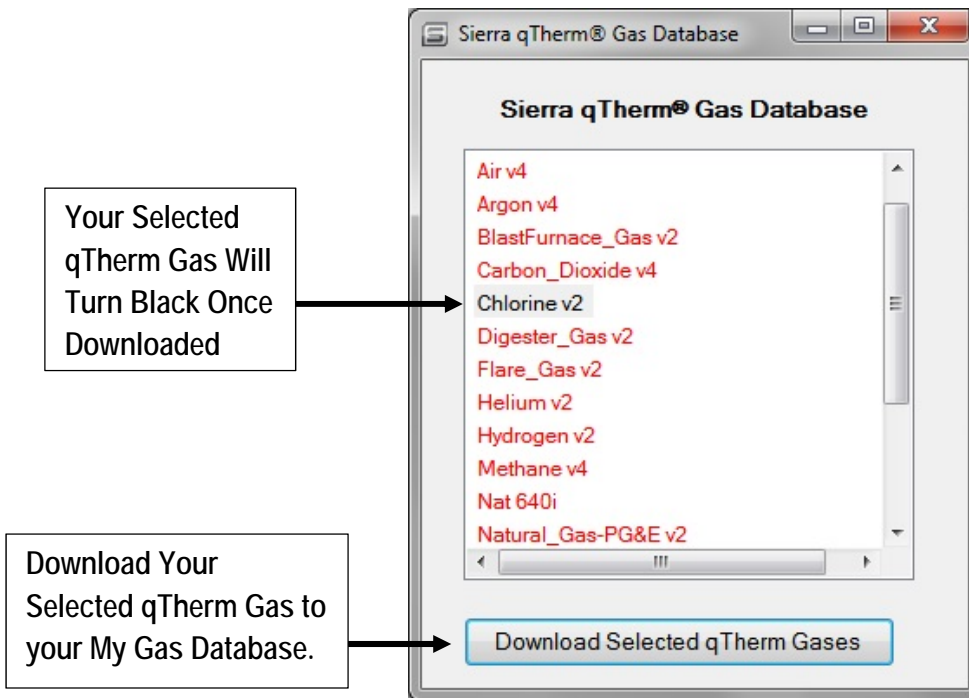 Sierra qTherm® Gas Database
Sierra qTherm® Gas Database
Air v4
Argon v4
BlastFurnace_Gas v2
Carbon_Dioxide v4
Chlorine v2
Digester_Gas v2
Flare_Gas v2
Helium v2
Hydrogen v2
Methane v4
Nat 640i
Natural_Gas-PG&E v2
Download Selected qTherm Gases
Your Selected
qTherm Gas Will
Turn Black Once
Downloaded
Download Your
Selected qTherm Gas to
your My Gas Database.